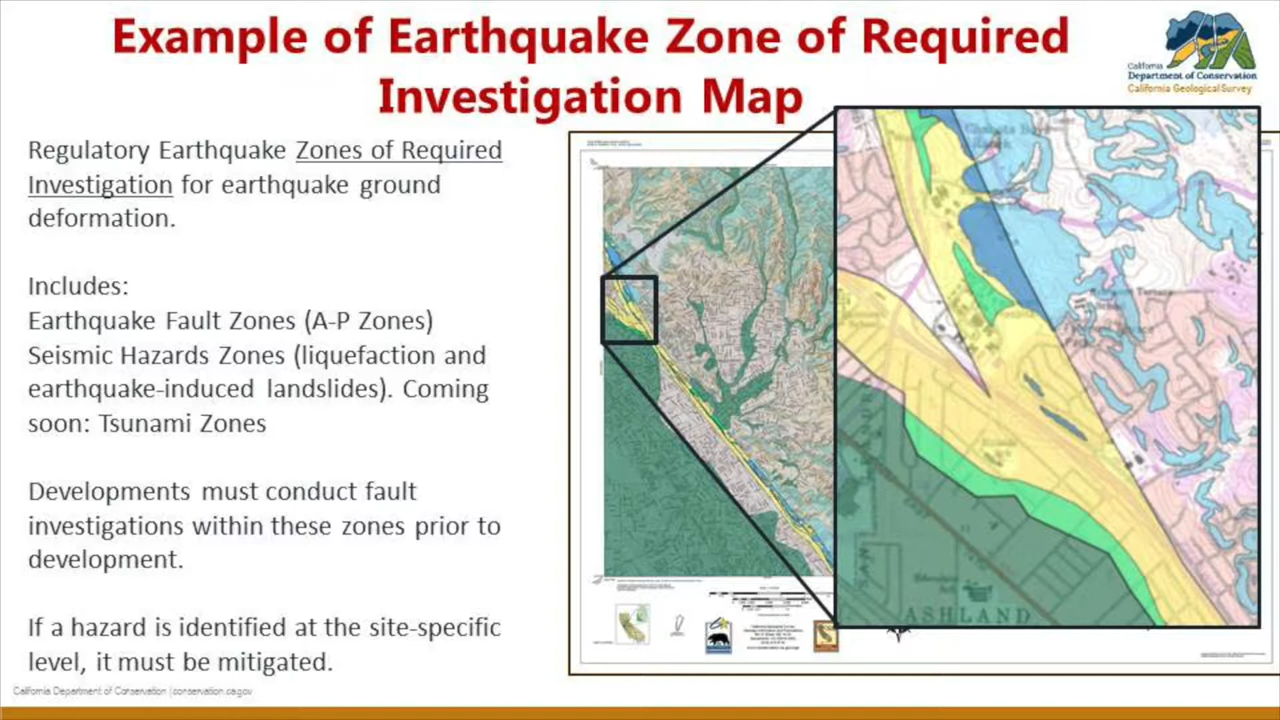 Example of Earthquake Zone of Required
Investigation Map
California
Department of Conservation
California Geological Survey
Regulatory Earthquake Zones of Required
Investigation for earthquake ground
deformation.
Includes:
Earthquake Fault Zones (A-P Zones)
Seismic Hazards Zones (liquefaction and
earthquake-induced landslides). Coming
soon: Tsunami Zones
Developments must conduct fault
investigations within these zones prior to
development.
If a hazard is identified at the site-specific
level, it must be mitigated.
ASHLAND
California Department of Conservation | conservation.ca.gov